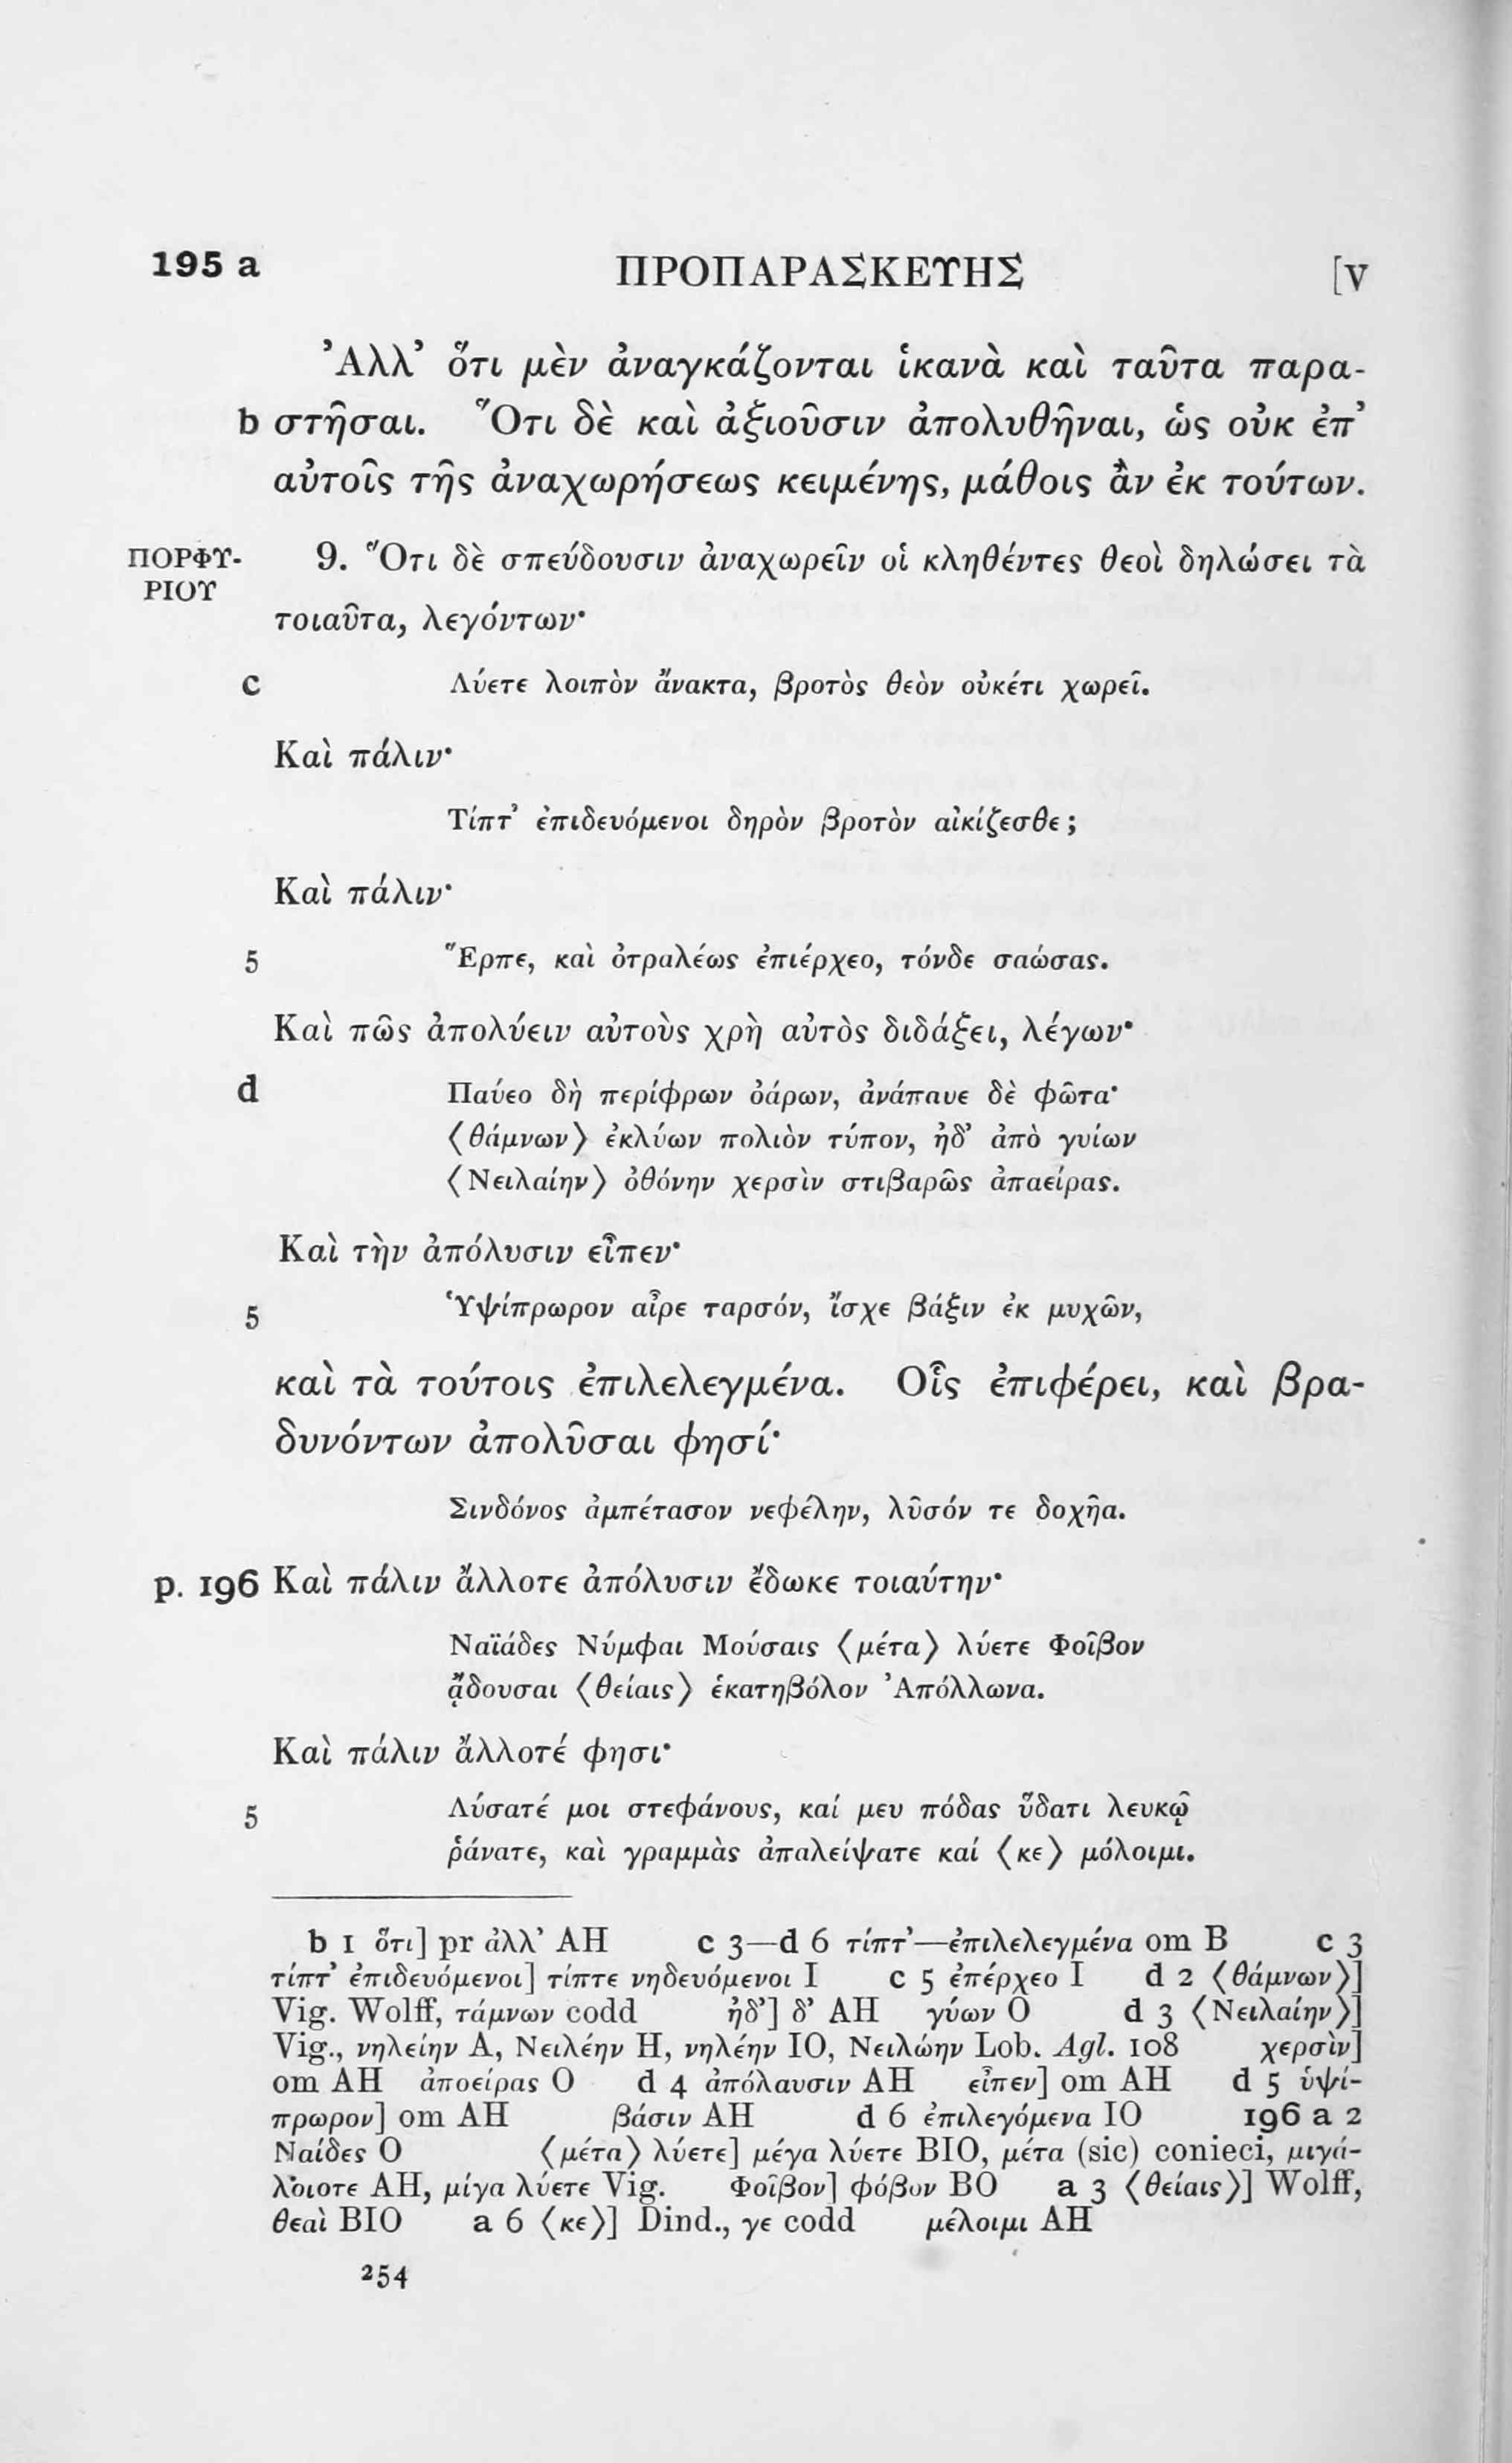 195 a ΠΡΟΠΑΡΑΣΚΕΥΗΣ [v
Ἀλλ’ ὅτι μὲν ἀναγκάζονται ἱκανὰ καὶ ταῦτα παρα-
b στῆσαι. Ὅτι δὲ καὶ ἀξιοῦσιν ἀπολυθῆναι, ὡς οὐκ ἐπ’
αὐτοῖς τῆς ἀναχωρήσεως κειμένης, μάθοις ἂν ἐκ τούτων.
ΠΟΡΦΥ- 9. Ὅτι δὲ σπεύδουσιν ἀναχωρεῖν οἱ κληθέντες θεοὶ δηλώσει τὰ
ΡΙΟΥ
τοιαῦτα, λεγόντων·
c Λύετε λοιπὸν ἄνακτα, βροτὸς θεὸν οὐκέτι χωρεῖ.
Καὶ πάλιν·
Τίπτ’ ἐπιδευόμενοι δηρὸν βροτὸν αἰκίζεσθε;
Καὶ πάλιν·
5 Ἕρπε, καὶ ὀτραλέως ἐπιέρχεο, τόνδε σαώσας.
Καὶ πῶς ἀπολύειν αὐτοὺς χρὴ αὐτὸς διδάξει, λέγων·
d Παύεο δὴ περίφρων ὀάρων, ἀνάπαυε δὲ φῶτα·
⟨θάμνων⟩ ἐκλύων πολιὸν τύπον, ἠδ’ ἀπὸ γυίων
⟨Νειλαίην⟩ ὀθόνην χερσὶν στιβαρῶς ἀπαείρας.
Καὶ τὴν ἀπόλυσιν εἶπεν·
5 Ὑψίπρωρον αἶρε ταρσόν, ἴσχε βάξιν ἐκ μυχῶν,
καὶ τὰ τούτοις ἐπιλελεγμένα. Οἷς ἐπιφέρει, καὶ βρα-
δυνόντων ἀπολῦσαι φησί·
Σινδόνος ἀμπέτασον νεφέλην, λῦσόν τε δοχῆα.
p. 196 Καὶ πάλιν ἄλλοτε ἀπόλυσιν ἔδωκε τοιαύτην·
Ναϊάδες Νύμφαι Μούσαις ⟨μέτα⟩ λύετε Φοῖβον
ᾄδουσαι ⟨θείαις⟩ ἑκατηβόλον Ἀπόλλωνα.
Καὶ πάλιν ἄλλοτέ φησι·
5 Λύσατέ μοι στεφάνους, καί μευ πόδας ὕδατι λευκῷ
ῥάνατε, καὶ γραμμὰς ἀπαλείψατε καί ⟨κε⟩ μόλοιμι.
b 1 ὅτι] pr ἀλλ’ AH c 3—d 6 τίπτ’—ἐπιλελεγμένα om B c 3
τίπτ’ ἐπιδευόμενοι] τίπτε νηδευόμενοι I c 5 ἐπέρχεο I d 2 ⟨θάμνων⟩]
Vig. Wolff, τάμνων codd ἠδ’] δ’ AH γύων O d 3 ⟨Νειλαίην⟩]
Vig., νηλείην A, Νειλέην H, νηλέην IO, Νειλώην Lob. Agl. 108 χερσὶν]
om AH ἀποείρας O d 4 ἀπόλαυσιν AH εἶπεν] om AH d 5 ὑψί-
πρωρον] om AH βάσιν AH d 6 ἐπιλεγόμενα IO 196 a 2
Ναίδες O ⟨μέτα⟩ λύετε] μέγα λύετε BIO, μέτα (sic) conieci, μιγά-
λοιοτε AH, μίγα λύετε Vig. Φοῖβον] φόβον BO a 3 ⟨θείαις⟩] Wolff,
θεαὶ BIO a 6 ⟨κε⟩] Dind., γε codd μέλοιμι AH
254